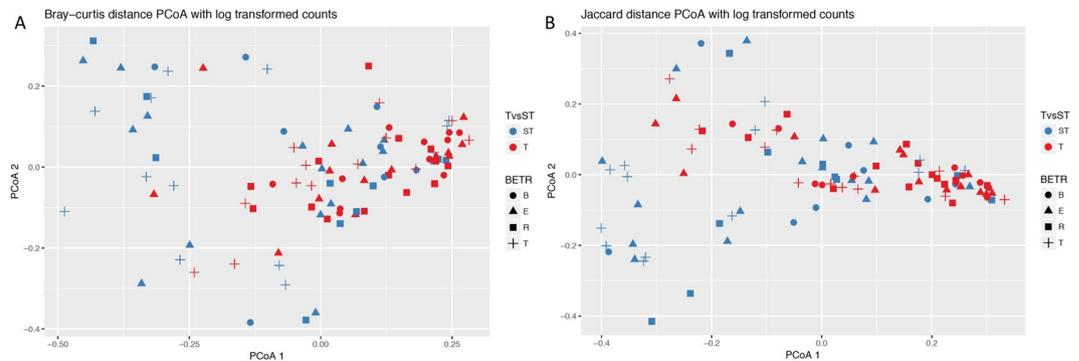 A
Bray-curtis distance PCoA with log transformed counts
PCoA 2
0.2
0.0
−0.2
−0.4
−0.50
−0.25
0.00
0.25
PCoA 1
TvsST
ST
T
BETR
B
E
R
T
B
Jaccard distance PCoA with log transformed counts
PCoA 2
0.4
0.2
0.0
−0.2
−0.4
−0.4
−0.2
0.0
0.2
PCoA 1
TvsST
ST
T
BETR
B
E
R
T